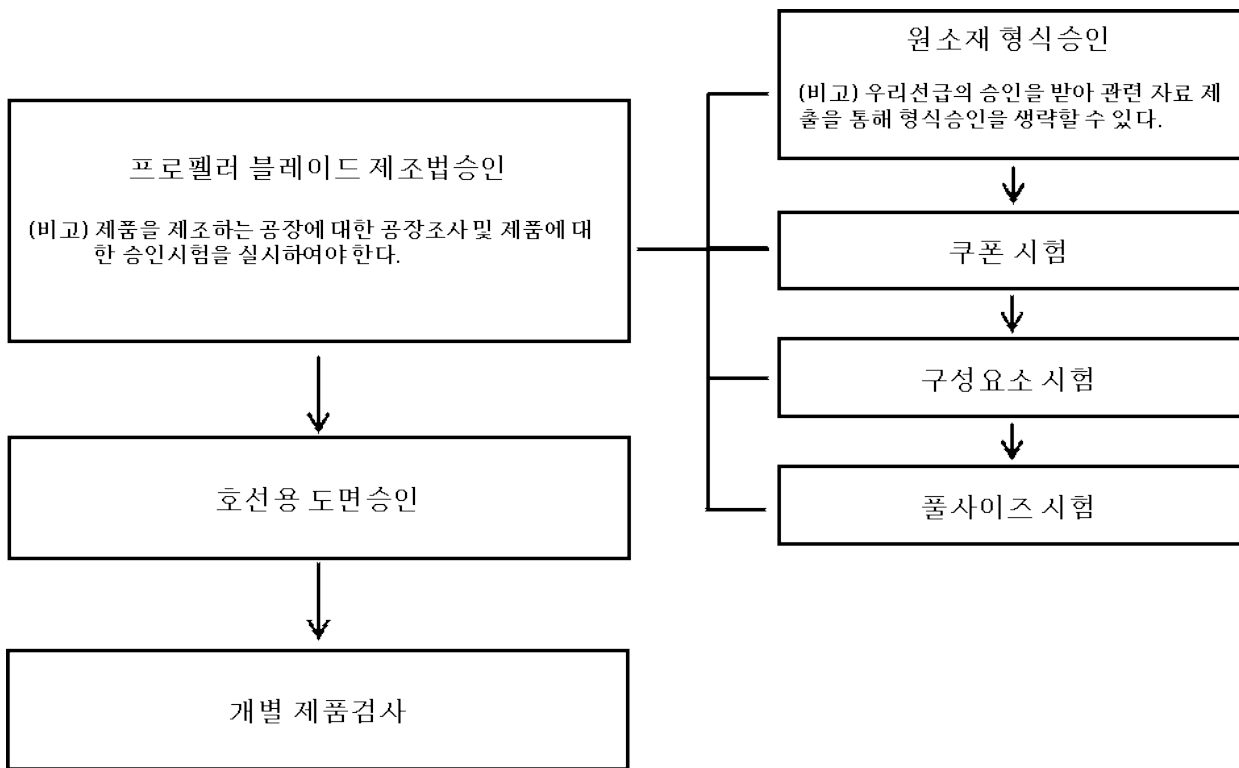 프로펠러 블레이드 제조법승인
(비고) 제품을 제조하는 공장에 대한 공장조사 및 제품에 대
한 승인시험을 실시하여야 한다.
호선용 도면승인
개별 제품검사
원소재 형식승인
(비고) 우리선급의 승인을 받아 관련 자료 제
출을 통해 형식승인을 생략할 수 있다.
쿠폰 시험
구성요소 시험
풀사이즈 시험